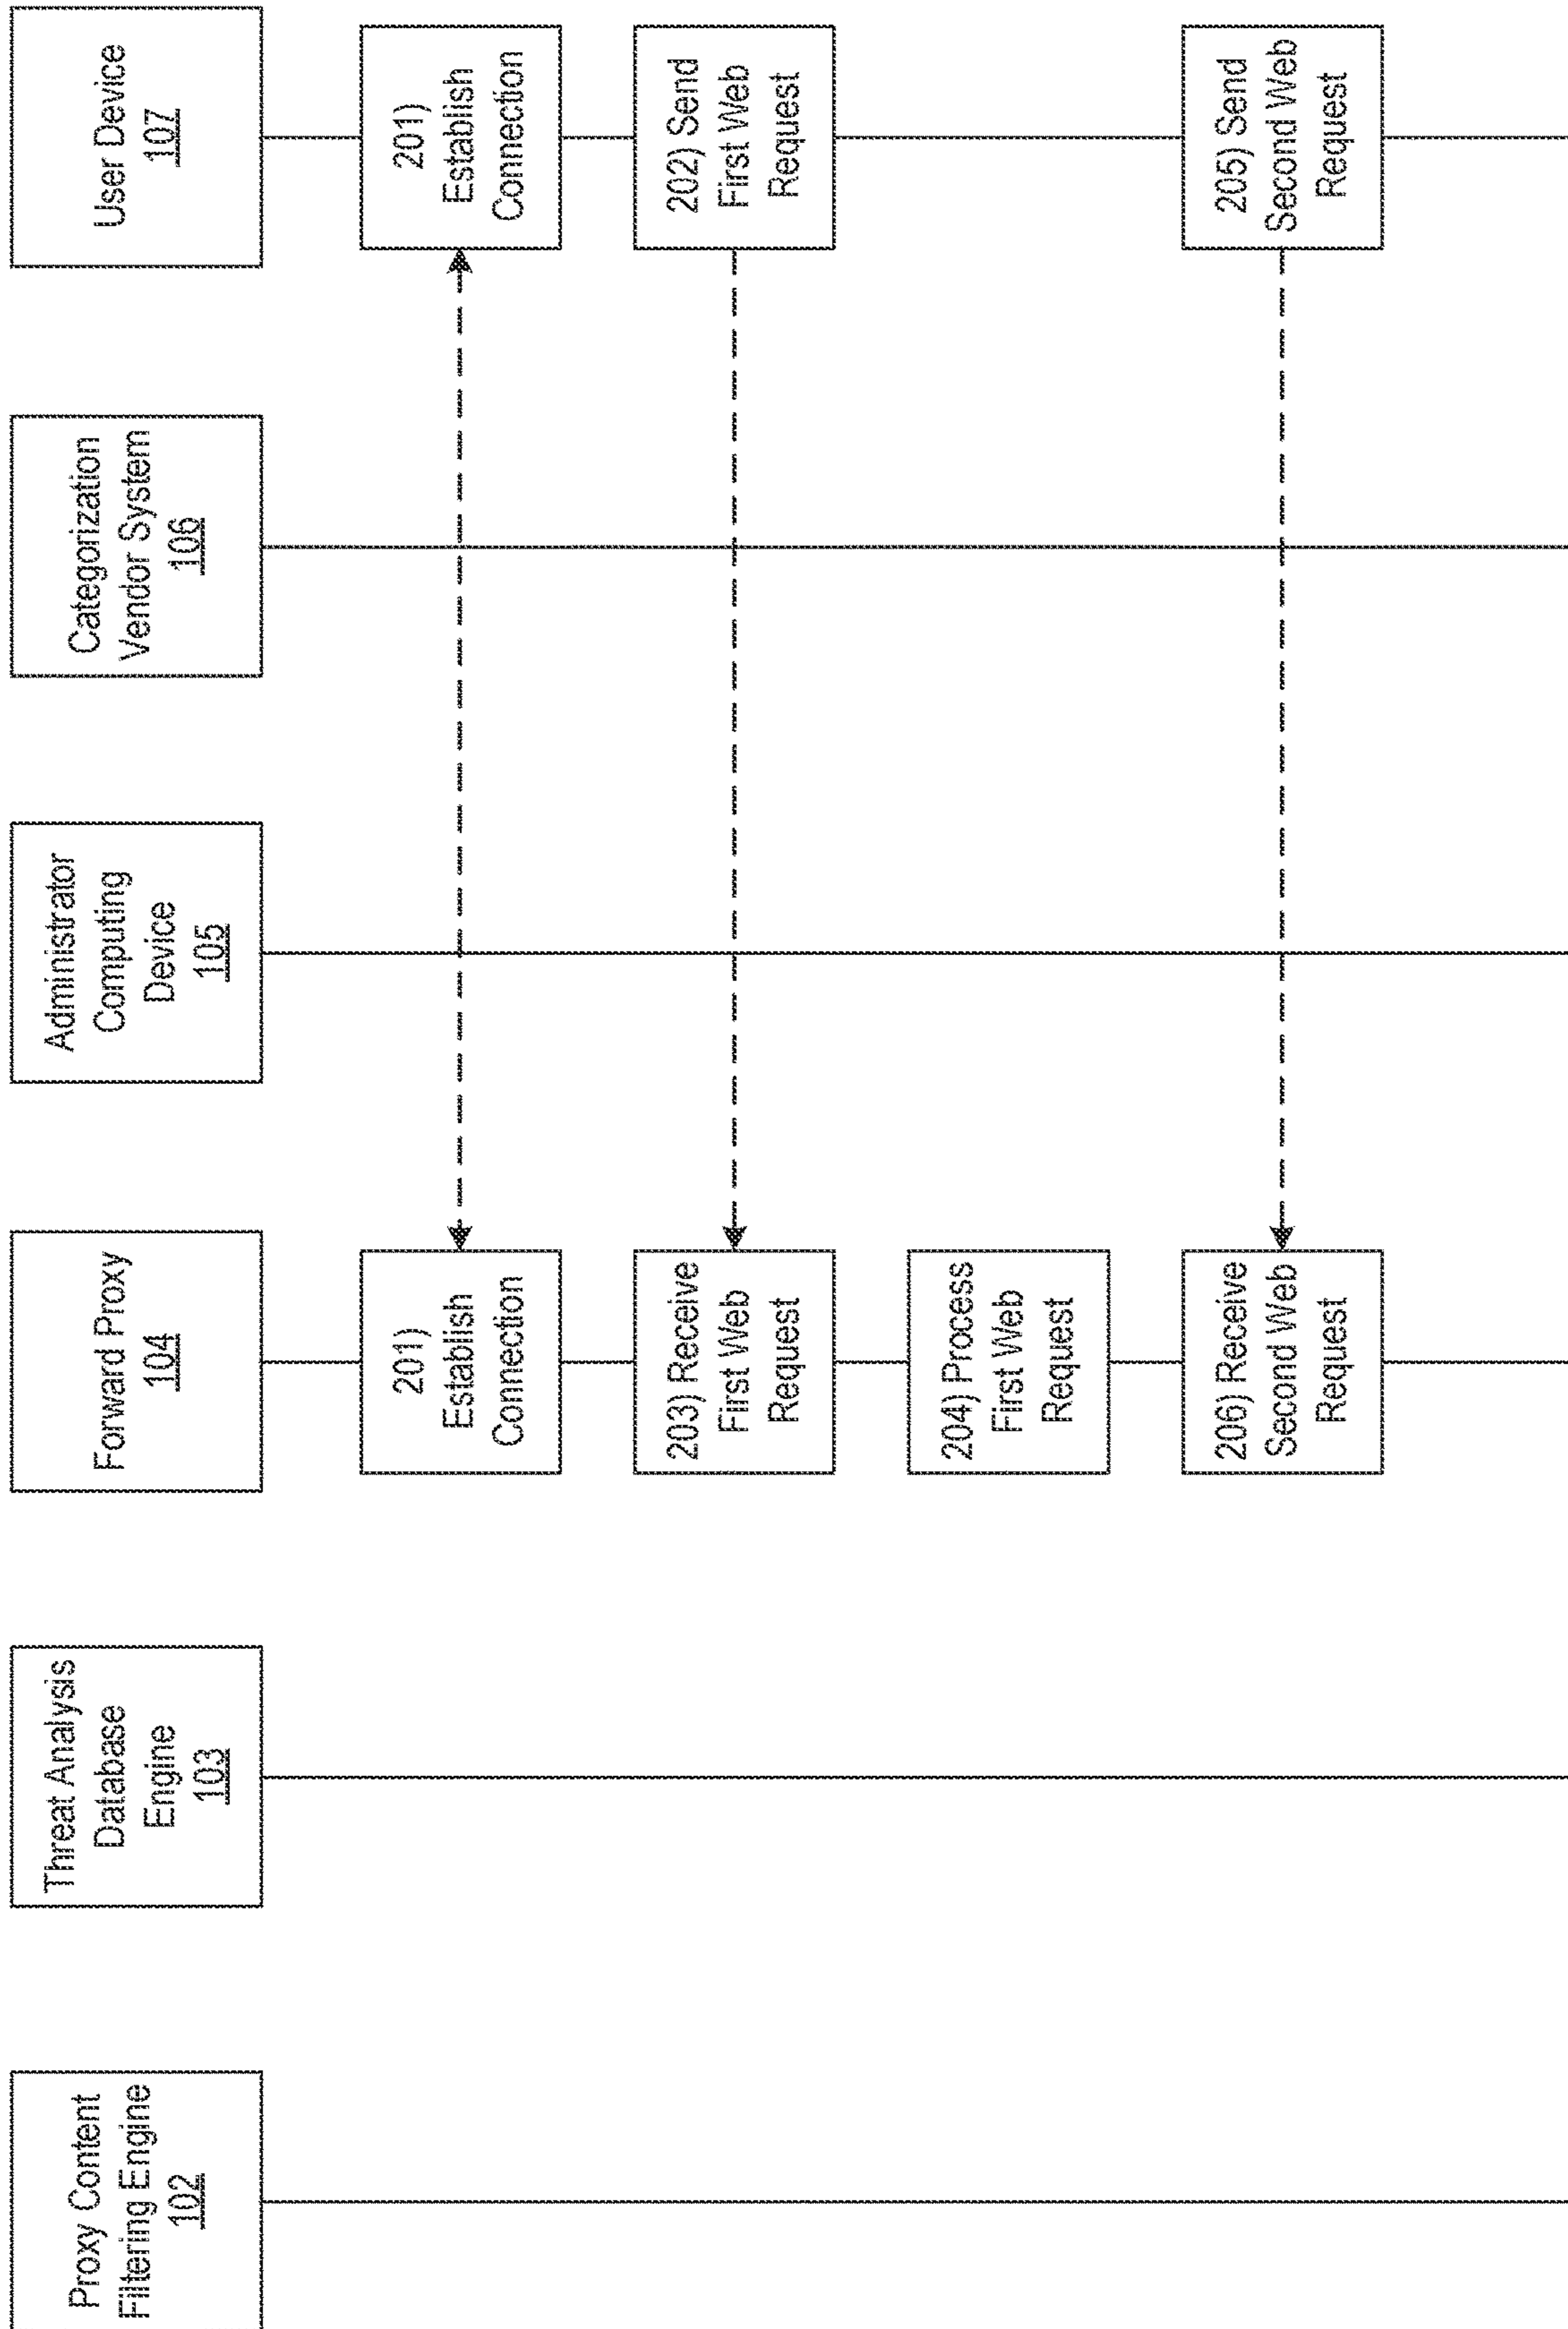 Proxy Content
Filtering Engine
102
Threat Analysis
Database
Engine
103
Forward Proxy
104
Administrator
Computing
Device
105
Categorization
Vendor System
106
User Device
107
201)
Establish
Connection
201)
Establish
Connection
203) Receive
First Web
Request
202) Send
First Web
Request
204) Process
First Web
Request
206) Receive
Second Web
Request
205) Send
Second Web
Request